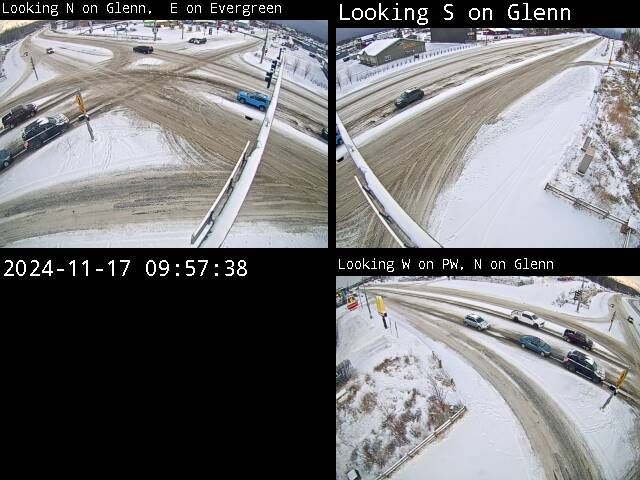 Looking N on Glenn,  E on Evergreen
Looking S on Glenn
2024-11-17 09:57:38
Looking W on PW, N on Glenn